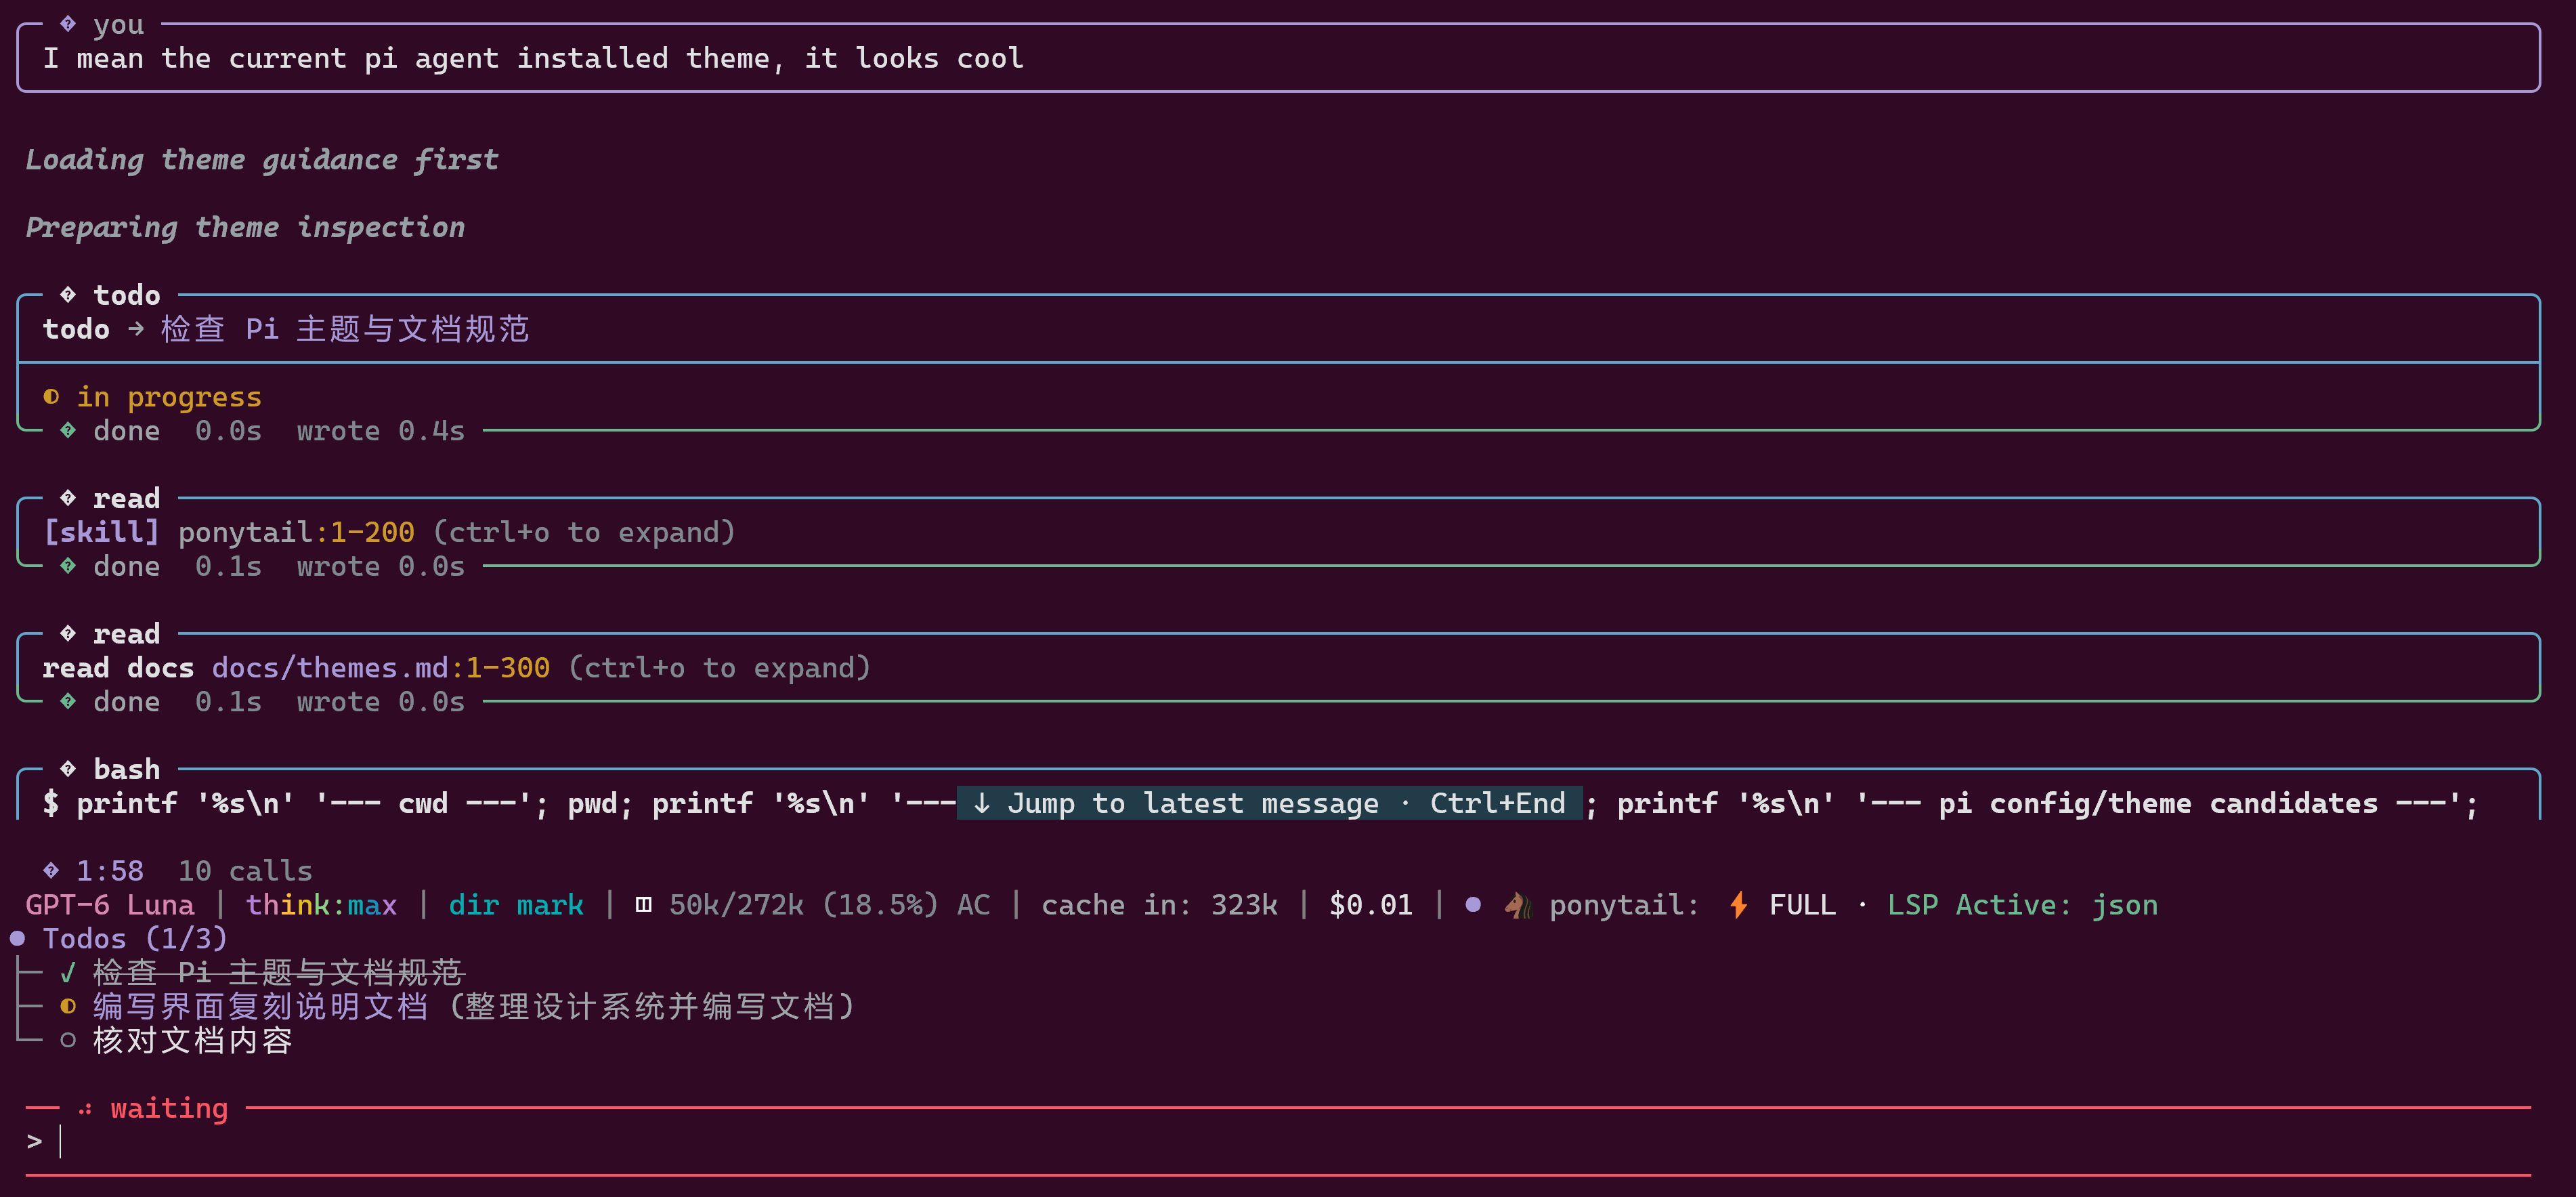 you
I mean the current pi agent installed theme, it looks cool
Loading theme guidance first
Preparing theme inspection
todo
todo → 检查 Pi 主题与文档规范
◐ in progress
� done 0.0s wrote 0.4s
� read
[skill] ponytail:1-200 (ctrl+o to expand)
� done 0.1s wrote 0.0s
� read
read docs docs/themes.md:1-300 (ctrl+o to expand)
� done 0.1s wrote 0.0s
� bash
$ printf '%s\n' '--- cwd ---'; pwd; printf '%s\n' '--- ↓ Jump to latest message · Ctrl+End ; printf '%s\n' '--- pi config/theme candidates ---';
� 1:58 10 calls
GPT-6 Luna | think:max | dir mark | ◫ 50k/272k (18.5%) AC | cache in: 323k | $0.01 | ● 🐴 ponytail: ⚡ FULL · LSP Active: json
● Todos (1/3)
├─ ✓ 检查 Pi 主题与文档规范
├─ ◐ 编写界面复刻说明文档 (整理设计系统并编写文档)
└─ ○ 核对文档内容
waiting
>